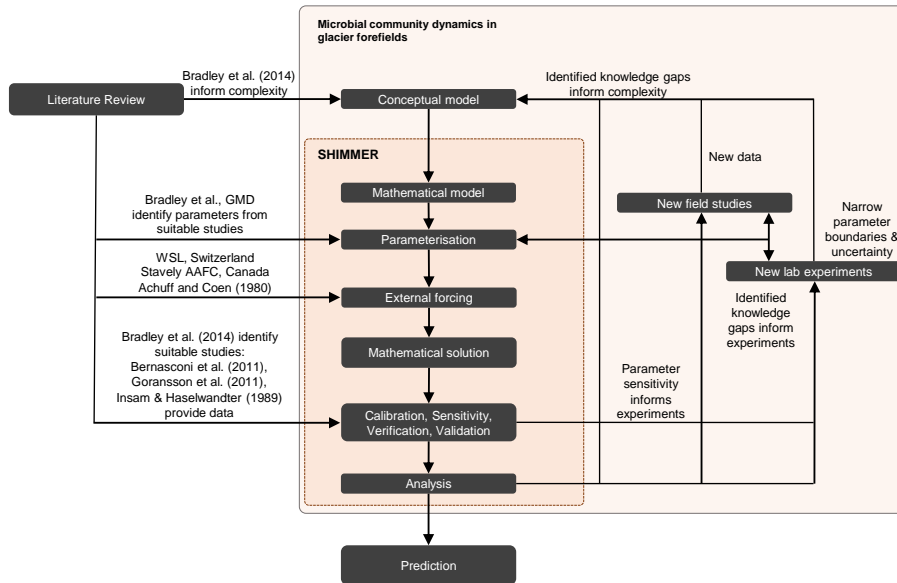 Microbial community dynamics in
glacier forefields
Bradley et al. (2014)
inform complexity
Identified knowledge gaps
inform complexity
Literature Review
Conceptual model
SHIMMER
New data
Mathematical model
New field studies
Bradley et al., GMD
identify parameters from
suitable studies
Narrow
parameter
boundaries &
uncertainty
Parameterisation
WSL, Switzerland
Stavely AAFC, Canada
Achuff and Coen (1980)
New lab experiments
External forcing
Identified
knowledge
gaps inform
experiments
Bradley et al. (2014) identify
suitable studies:
Bernasconi et al. (2011),
Goransson et al. (2011),
Insam & Haselwandter (1989)
provide data
Mathematical solution
Parameter
sensitivity
informs
experiments
Calibration, Sensitivity,
Verification, Validation
Analysis
Prediction